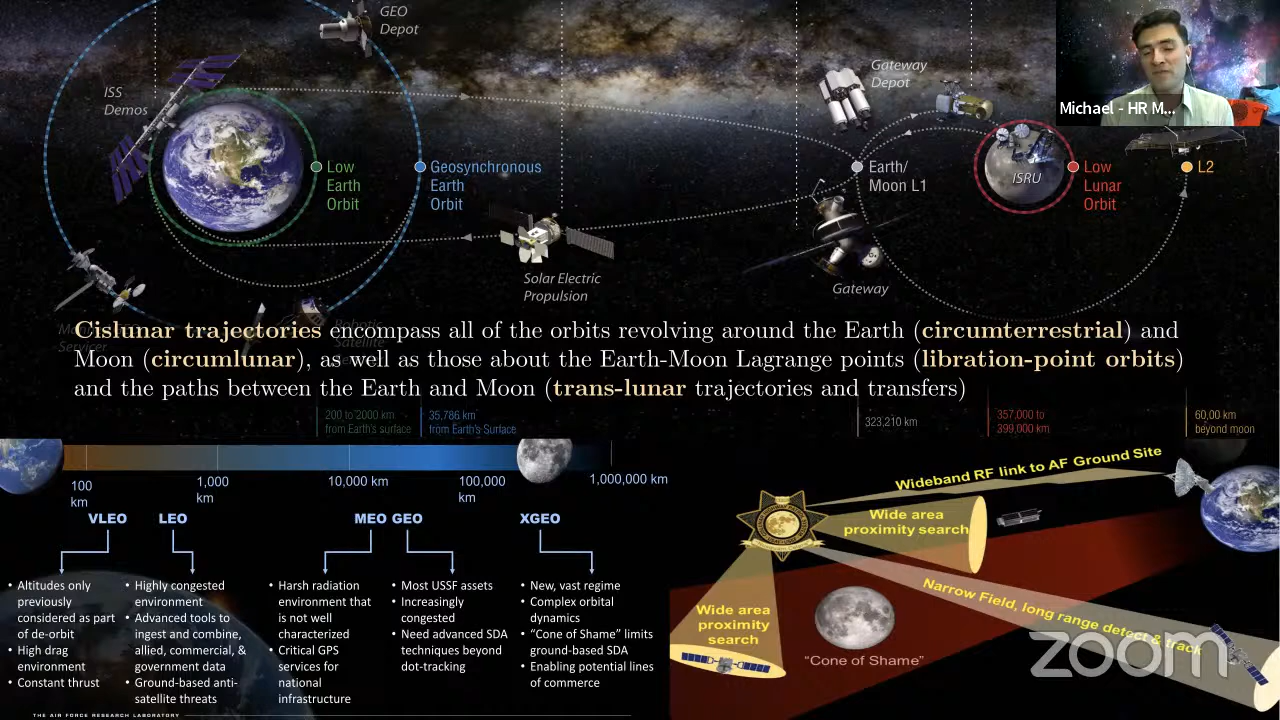 GEO
Depot
ISS
Demos
Gateway
Depot
Michael - HR M...
Low
Earth
Orbit
Geosynchronous
Earth
Orbit
Earth/
Moon L1
ISRU
Low
Lunar
Orbit
L2
Solar Electric
Propulsion
Gateway
Robotic
Satellite
Servicer
Cislunar trajectories encompass all of the orbits revolving around the Earth (circumterrestrial) and
Moon (circumlunar), as well as those about the Earth-Moon Lagrange points (libration-point orbits)
and the paths between the Earth and Moon (trans-lunar trajectories and transfers)
200 to 2000 km
from Earth's surface
35,786 km
from Earth's Surface
323,210 km
357,000 to
399,000 km
60,00 km
beyond moon
100
km
1,000
km
10,000 km
100,000
km
1,000,000 km
VLEO
LEO
MEO
GEO
XGEO
• Altitudes only
previously
considered as part
of de-orbit
• High drag
environment
• Constant thrust
• Highly congested
environment
• Advanced tools to
ingest and combine,
allied, commercial, &
government data
• Ground-based anti-
satellite threats
• Harsh radiation
environment that
is not well
characterized
• Critical GPS
services for
national
infrastructure
• Most USSF assets
• Increasingly
congested
• Need advanced SDA
techniques beyond
dot-tracking
• New, vast regime
• Complex orbital
dynamics
• "Cone of Shame" limits
ground-based SDA
• Enabling potential lines
of commerce
Wideband RF link to AF Ground Site
Wide area
proximity search
Narrow Field, long range detect & track
Wide area
proximity
search
"Cone of Shame"
zoom
THE AIR FORCE RESEARCH LABORATORY